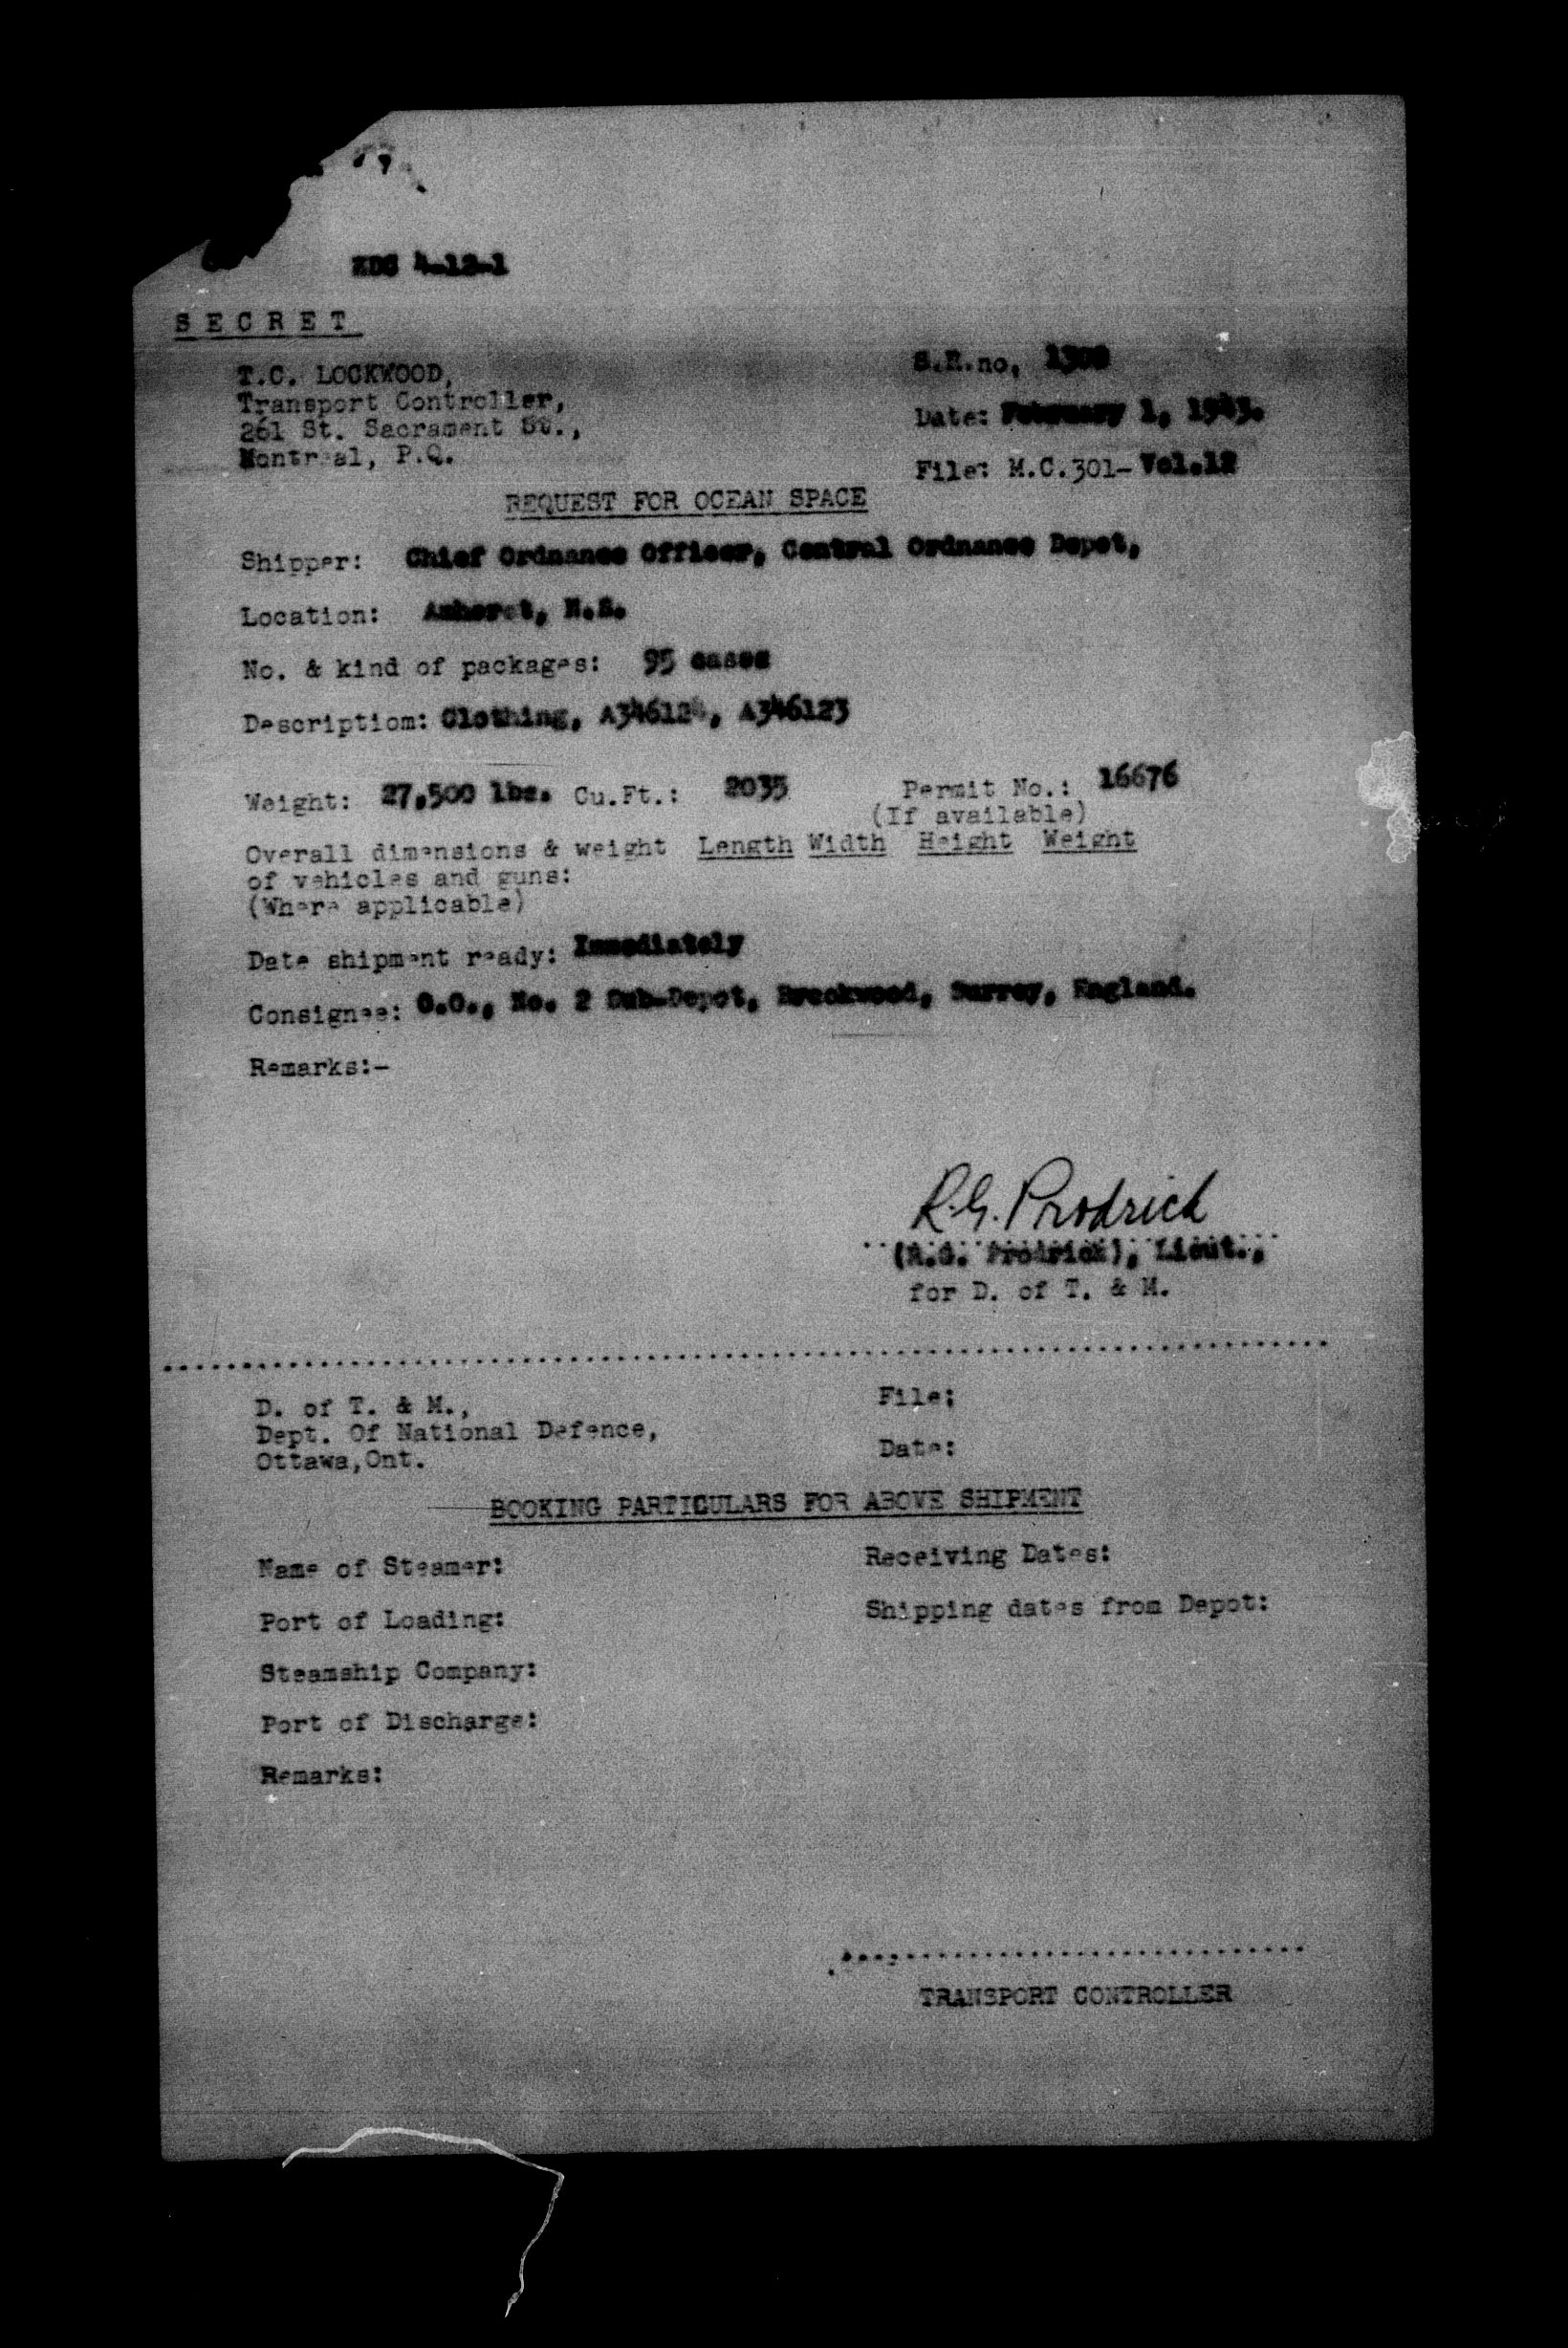 4-12-1
SECRET
T.C. LOCKWOOD,
Transport Controller,
261 St. Sacrament St.,
Montreal, P.Q.
S.R.no,
Date: February 1, 1943.
File: M.C.301- Vol.12
REQUEST FOR OCEAN SPACE
Shipper: Chief Ordnance Officer, Central Ordnance Depot,
Location: Amherst, N.S.
No. & kind of packages: 95 cases
Descriptiom: Clothing, A346123
Weight: 27,500 lbs. Cu.Ft.: 2035 Permit No.: 16676
(If available)
Overall dimensions & weight Length Width Height Weight
of vehicles and guns:
(Where applicable)
Date shipment ready: Immediately
Consignee: O.C., No. 2 Sub-Depot, Brookwood, Surrey, England.
Remarks:-
R.G. Prodrick
(R.G. Prodrick), Lieut.,
for D. of T. & M.
D. of T. & M.,
Dept. Of National Defence,
Ottawa,Ont.
File:
Date:
BOOKING PARTICULARS FOR ABOVE SHIPMENT
Name of Steamer: Receiving Dates:
Port of Loading: Shipping dates from Depot:
Steamship Company:
Port of Discharge:
Remarks:
TRANSPORT CONTROLLER